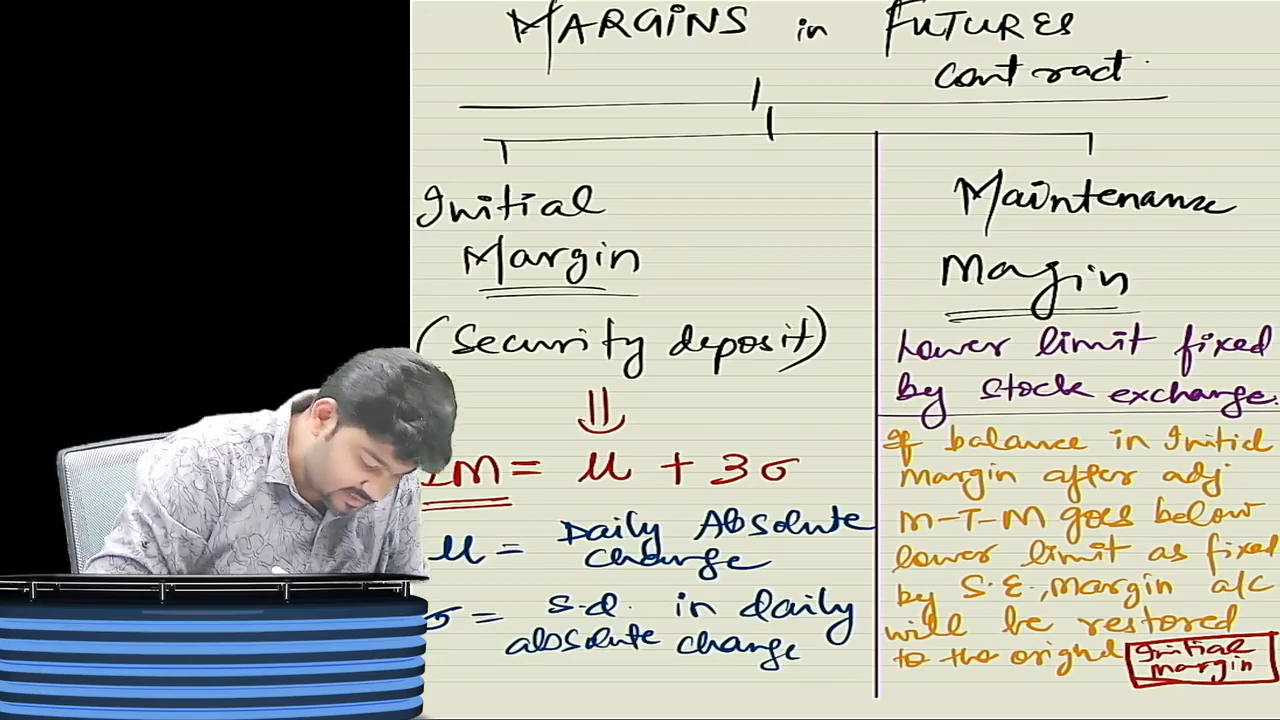 MARGINS in FUTURES
contract
Initial
Margin
(Security deposit)
⇓
IM = μ + 3σ
μ = Daily Absolute
change
σ = s.d. in daily
absolute change
Maintenance
Magin
Lower limit fixed
by stock exchange.
If balance in Initial
margin after adj
M-T-M goes below
lower limit as fixed
by S.E., Margin a/c
will be restored
to the orignal Initial
margin